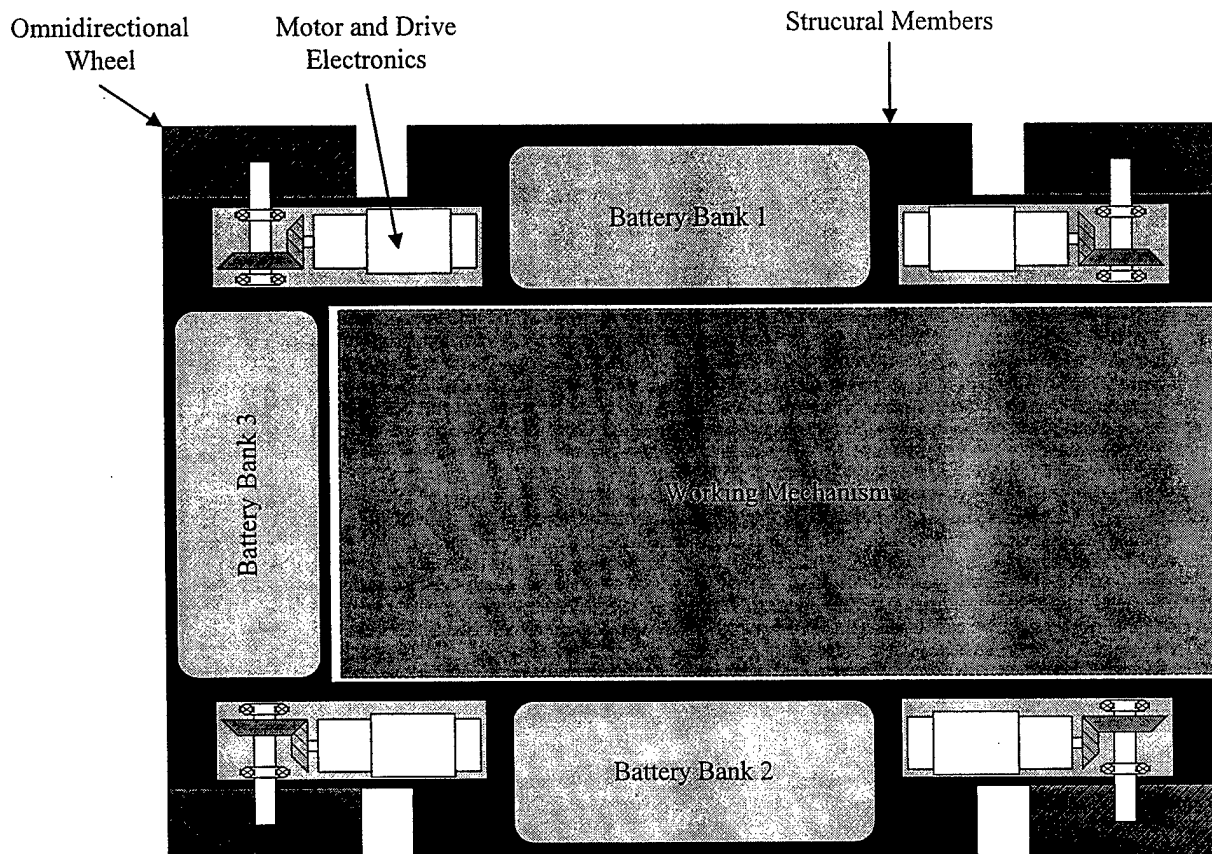 Omnidirectional
Wheel
Motor and Drive
Electronics
Strucural Members
Battery Bank 1
Battery Bank 3
Working Mechanism
Battery Bank 2